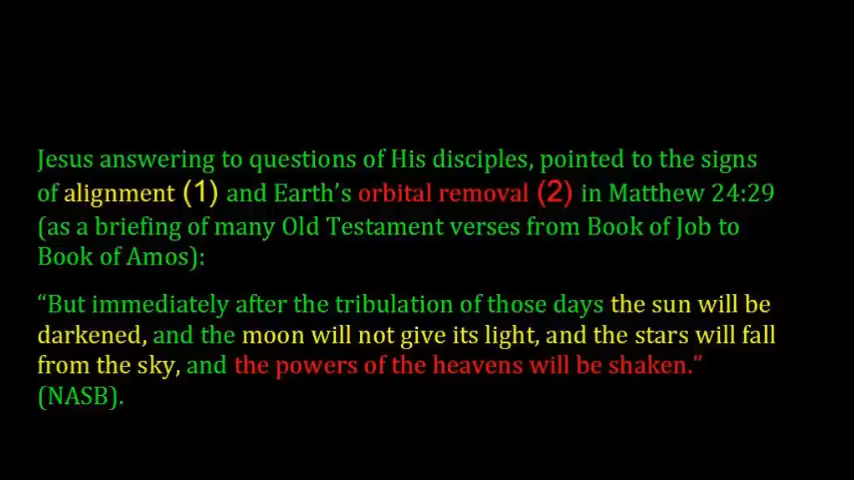 Jesus answering to questions of His disciples, pointed to the signs
of alignment (1) and Earth’s orbital removal (2) in Matthew 24:29
(as a briefing of many Old Testament verses from Book of Job to
Book of Amos):
“But immediately after the tribulation of those days the sun will be
darkened, and the moon will not give its light, and the stars will fall
from the sky, and the powers of the heavens will be shaken.”
(NASB).